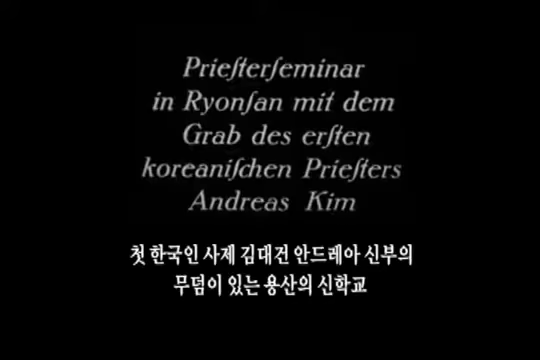 Prieſterſeminar
in Ryonſan mit dem
Grab des erſten
koreaniſchen Prieſters
Andreas Kim
첫 한국인 사제 김대건 안드레아 신부의
무덤이 있는 용산의 신학교